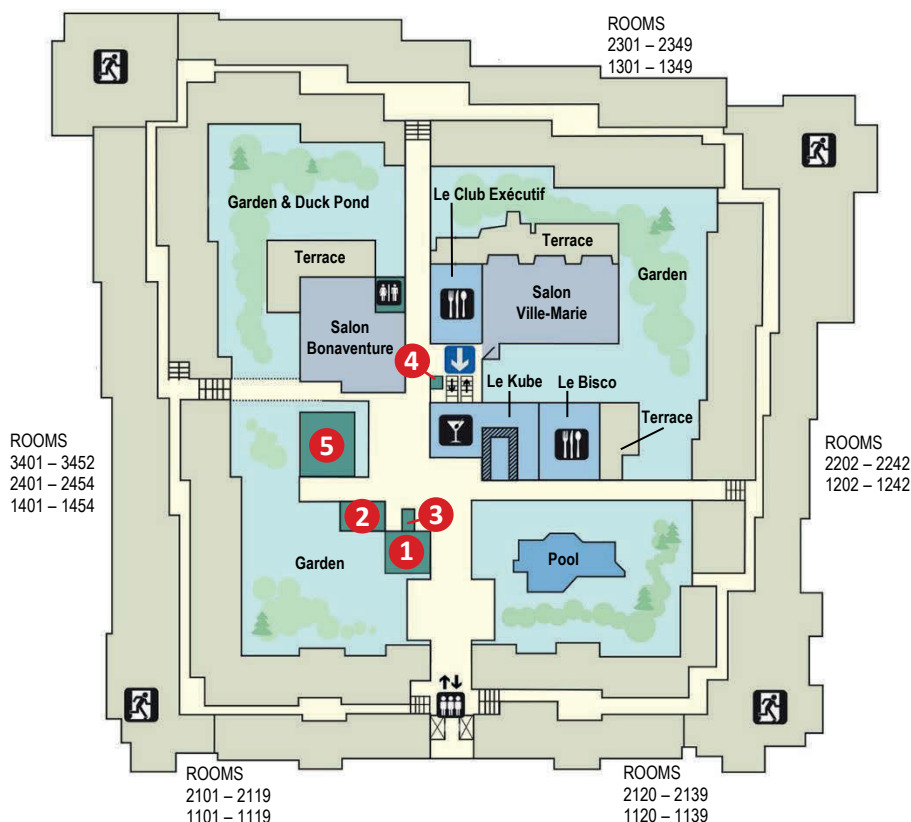 ROOMS
2301 – 2349
1301 – 1349
Le Club Exécutif
Garden & Duck Pond
Terrace
Terrace
Garden
Salon
Ville-Marie
Salon
Bonaventure
4
Le Kube
Le Bisco
Terrace
ROOMS
3401 – 3452
2401 – 2454
1401 – 1454
5
ROOMS
2202 – 2242
1202 – 1242
2
3
1
Garden
Pool
ROOMS
2101 – 2119
1101 – 1119
ROOMS
2120 – 2139
1120 – 1139